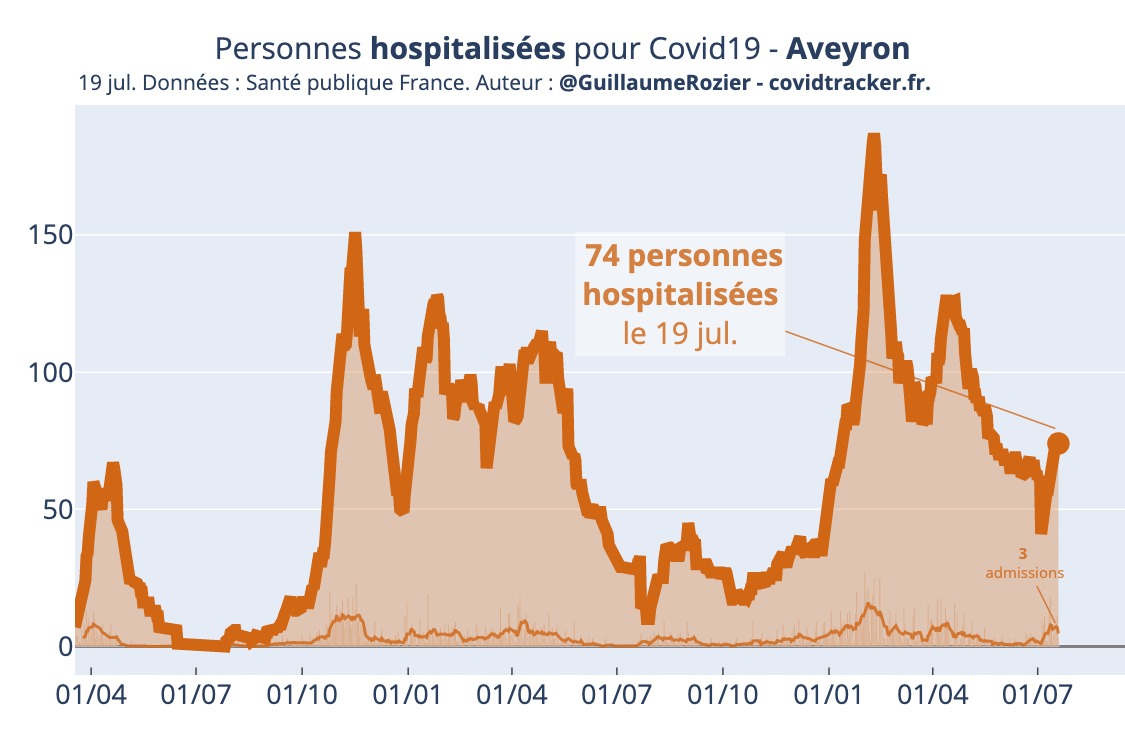 Personnes hospitalisées pour Covid19 - Aveyron
19 jul. Données : Santé publique France. Auteur : @GuillaumeRozier - covidtracker.fr.
150
100
50
0
74 personnes
hospitalisées
le 19 jul.
3
admissions
01/04 01/07 01/10 01/01 01/04 01/07 01/10 01/01 01/04 01/07